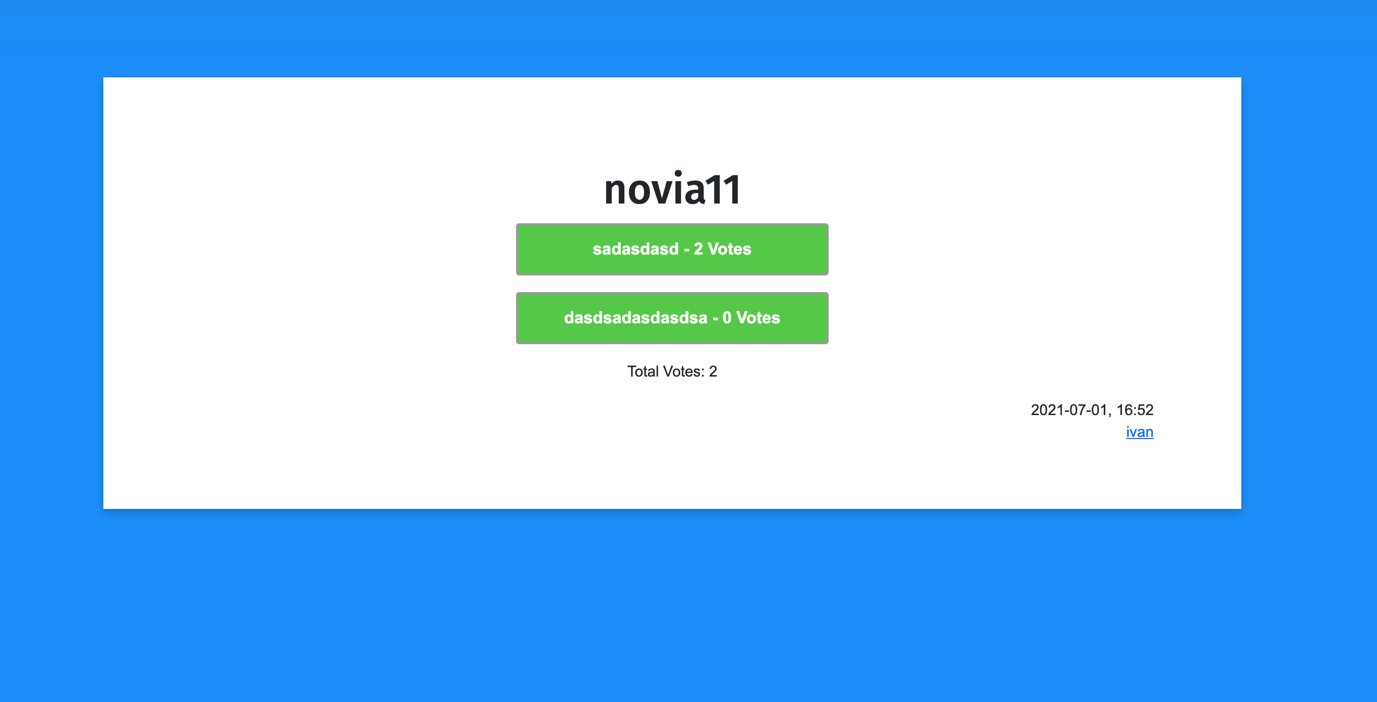 novia11
sadasdasd - 2 Votes
dasdsadasdasdsa - 0 Votes
Total Votes: 2
2021-07-01, 16:52
ivan